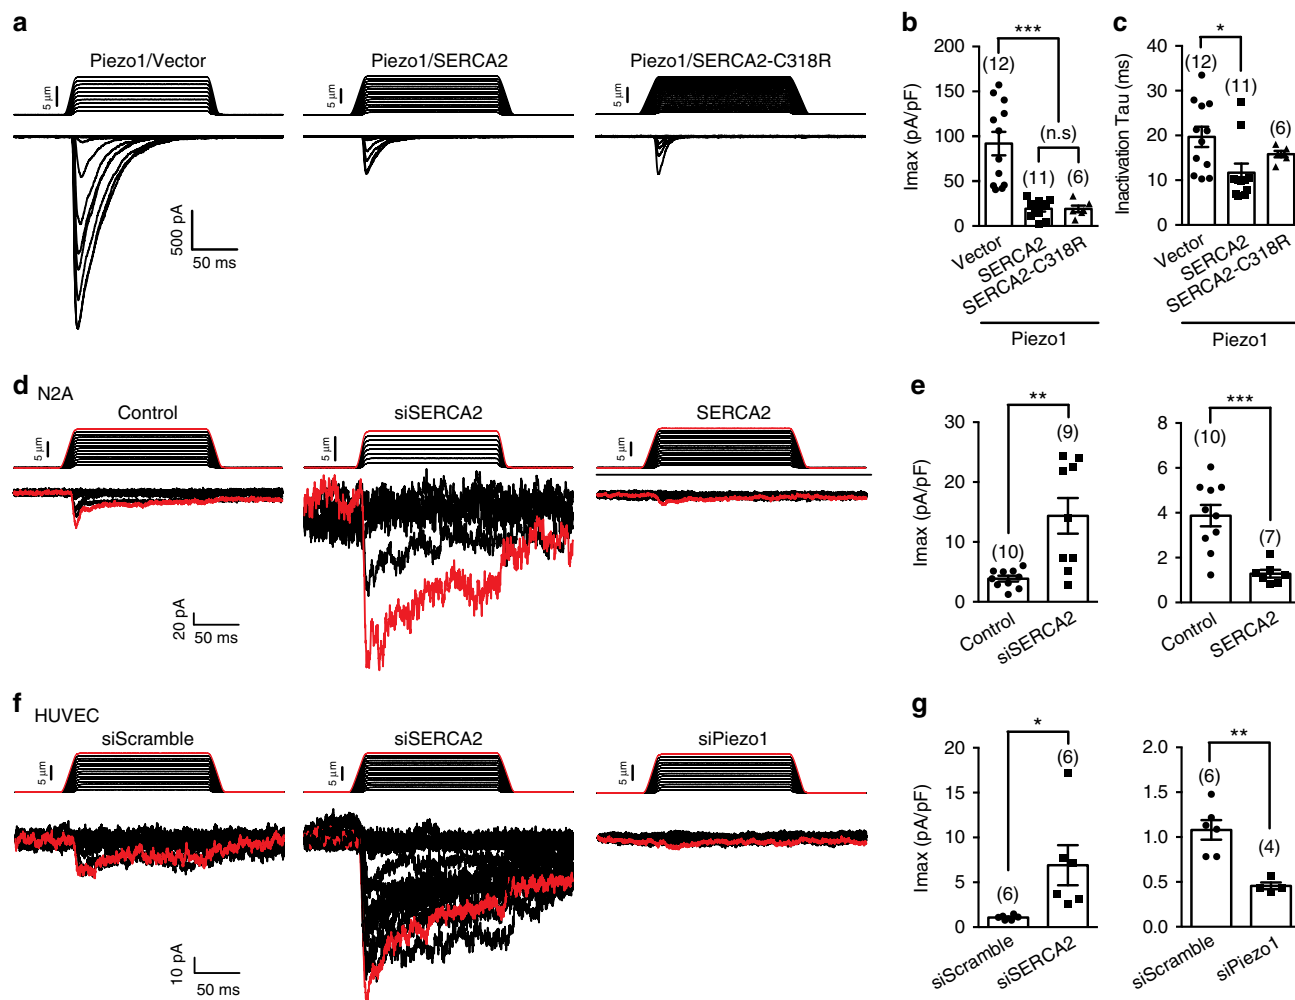 a
Piezo1/Vector
Piezo1/SERCA2
Piezo1/SERCA2-C318R
5 µm
5 µm
5 µm
500 pA
50 ms
b
***
200
150
100
50
0
Imax (pA/pF)
(12)
(n.s)
(11)
(6)
Vector
SERCA2
SERCA2-C318R
Piezo1
c
*
40
30
20
10
0
Inactivation Tau (ms)
(12)
(11)
(6)
Vector
SERCA2
SERCA2-C318R
Piezo1
d
N2A
Control
siSERCA2
SERCA2
5 µm
5 µm
5 µm
20 pA
50 ms
e
**
30
20
10
0
Imax (pA/pF)
(10)
(9)
Control
siSERCA2
***
8
6
4
2
0
(10)
(7)
Control
SERCA2
f
HUVEC
siScramble
siSERCA2
siPiezo1
5 µm
5 µm
5 µm
10 pA
50 ms
g
*
20
15
10
5
0
Imax (pA/pF)
(6)
(6)
siScramble
siSERCA2
**
2.0
1.5
1.0
0.5
0.0
(6)
(4)
siScramble
siPiezo1